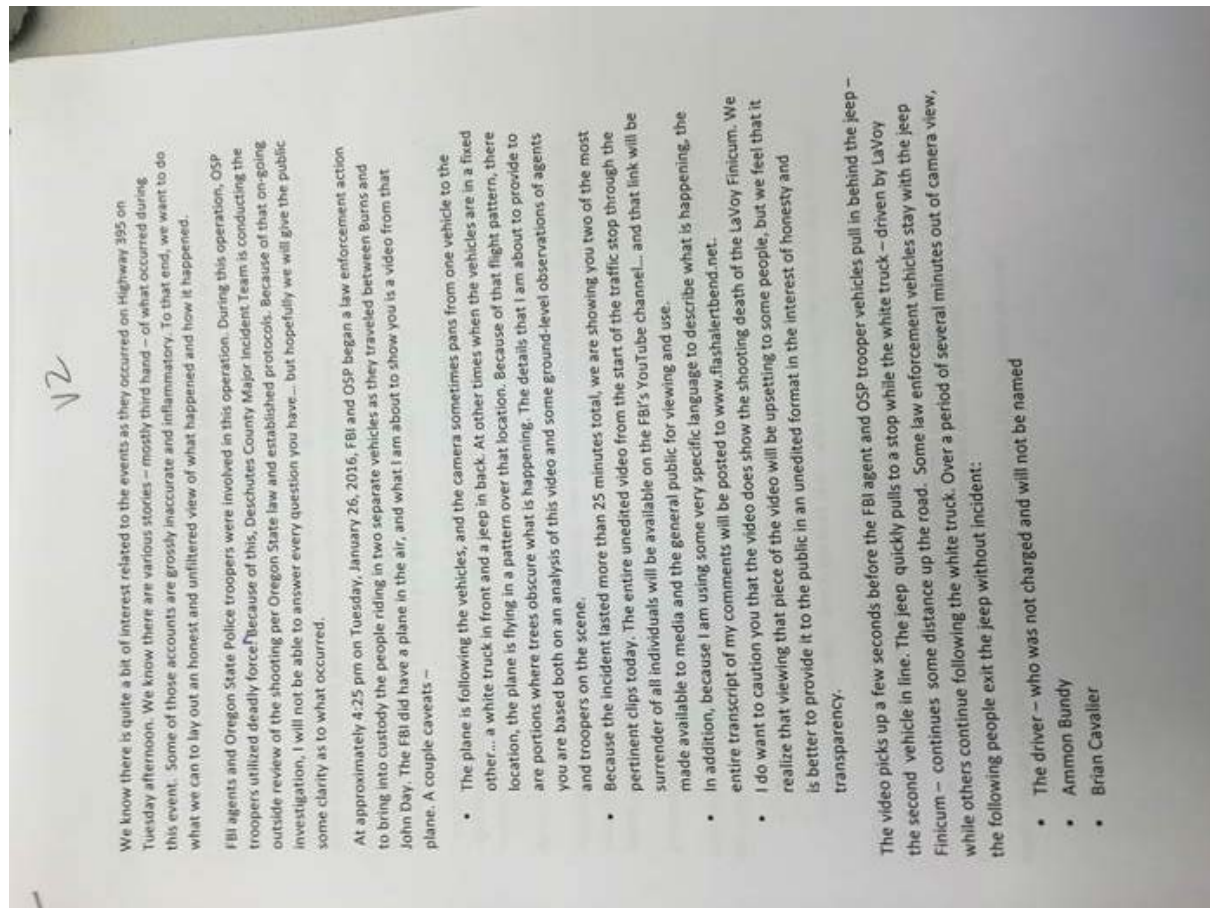 V2
We know there is quite a bit of interest related to the events as they occurred on Highway 395 on
Tuesday afternoon. We know there are various stories – mostly third hand – of what occurred during
this event. Some of those accounts are grossly inaccurate and inflammatory. To that end, we want to do
what we can to lay out an honest and unfiltered view of what happened and how it happened.
FBI agents and Oregon State Police troopers were involved in this operation. During this operation, OSP
troopers utilized deadly force. Because of this, Deschutes County Major Incident Team is conducting the
outside review of the shooting per Oregon State law and established protocols. Because of that on-going
investigation, I will not be able to answer every question you have... but hopefully we will give the public
some clarity as to what occurred.
At approximately 4:25 pm on Tuesday, January 26, 2016, FBI and OSP began a law enforcement action
to bring into custody the people riding in two separate vehicles as they traveled between Burns and
John Day. The FBI did have a plane in the air, and what I am about to show you is a video from that
plane. A couple caveats –
• The plane is following the vehicles, and the camera sometimes pans from one vehicle to the
other... a white truck in front and a jeep in back. At other times when the vehicles are in a fixed
location, the plane is flying in a pattern over that location. Because of that flight pattern, there
are portions where trees obscure what is happening. The details that I am about to provide to
you are based both on an analysis of this video and some ground-level observations of agents
and troopers on the scene.
• Because the incident lasted more than 25 minutes total, we are showing you two of the most
pertinent clips today. The entire unedited video from the start of the traffic stop through the
surrender of all individuals will be available on the FBI's YouTube channel... and that link will be
made available to media and the general public for viewing and use.
• In addition, because I am using some very specific language to describe what is happening, the
entire transcript of my comments will be posted to www.flashalertbend.net.
• I do want to caution you that the video does show the shooting death of the LaVoy Finicum. We
realize that viewing that piece of the video will be upsetting to some people, but we feel that it
is better to provide it to the public in an unedited format in the interest of honesty and
transparency.
The video picks up a few seconds before the FBI agent and OSP trooper vehicles pull in behind the jeep –
the second vehicle in line. The jeep quickly pulls to a stop while the white truck – driven by LaVoy
Finicum – continues some distance up the road. Some law enforcement vehicles stay with the jeep
while others continue following the white truck. Over a period of several minutes out of camera view,
the following people exit the jeep without incident:
• The driver – who was not charged and will not be named
• Ammon Bundy
• Brian Cavalier